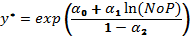 y* = exp((α₀ + α₁ ln(NoP)) / (1 − α₂))